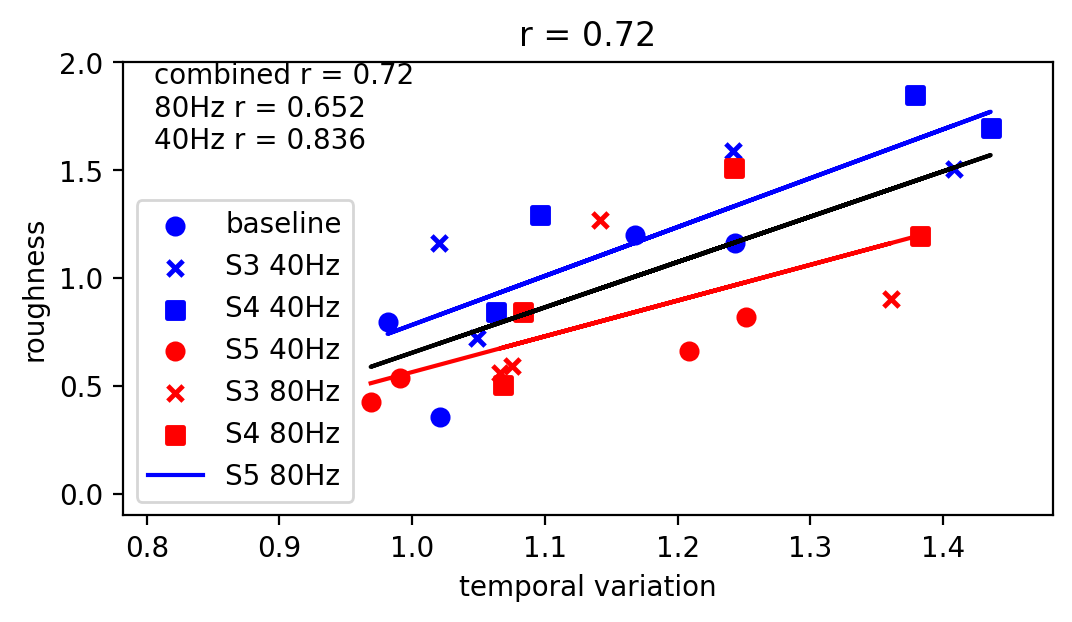 r = 0.72
combined r = 0.72
80Hz r = 0.652
40Hz r = 0.836
2.0
1.5
1.0
0.5
0.0
roughness
baseline
S3 40Hz
S4 40Hz
S5 40Hz
S3 80Hz
S4 80Hz
S5 80Hz
0.8 0.9 1.0 1.1 1.2 1.3 1.4
temporal variation